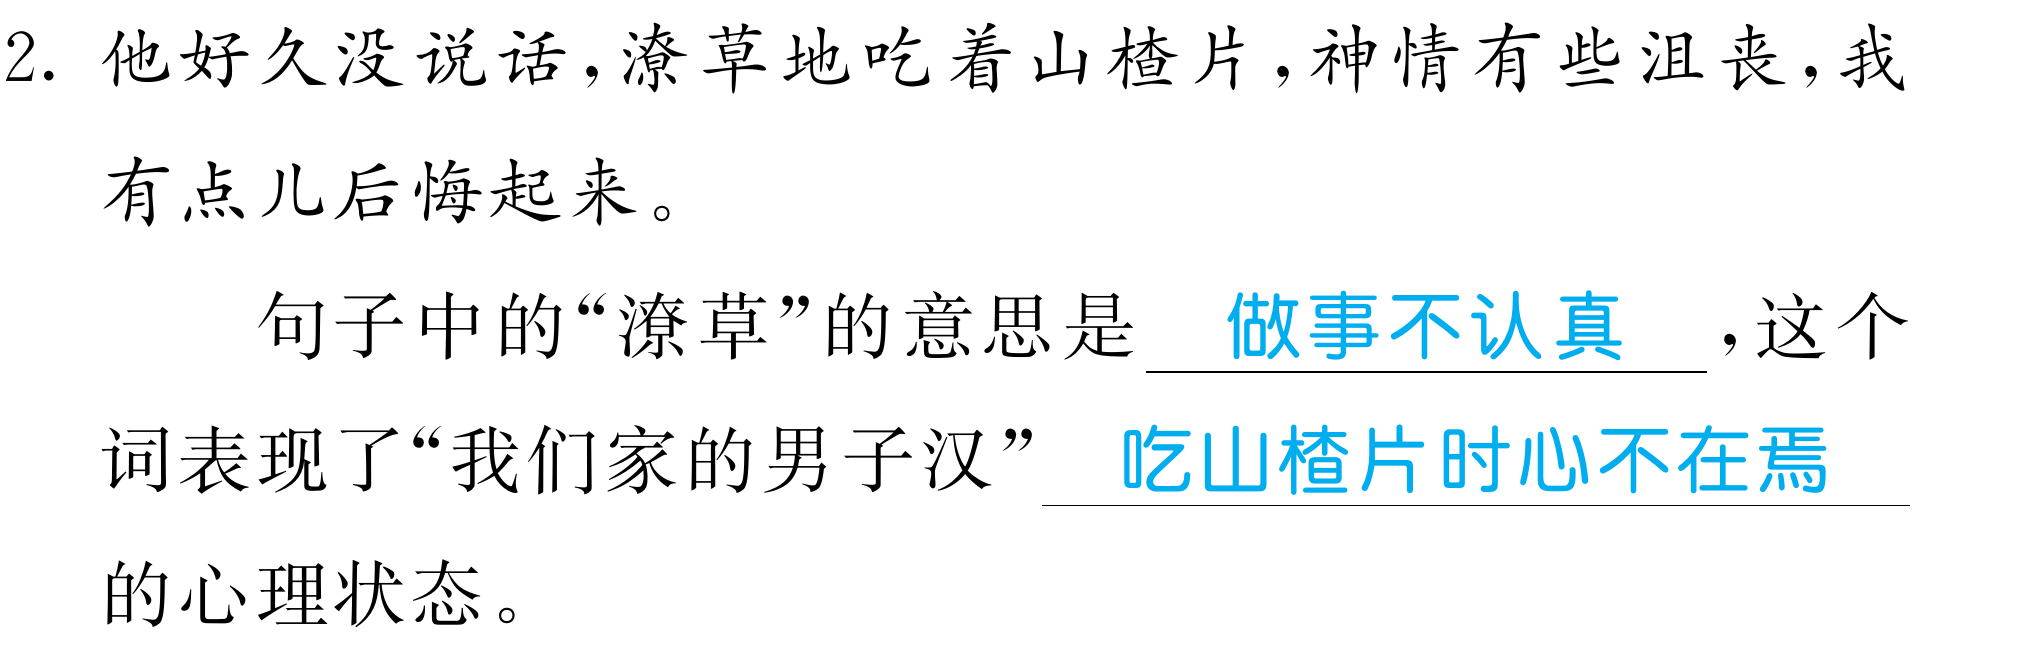 2. 他好久没说话,潦草地吃着山楂片,神情有些沮丧,我
有点儿后悔起来。
句子中的“潦草”的意思是 做事不认真 ,这个
词表现了“我们家的男子汉” 吃山楂片时心不在焉
的心理状态。